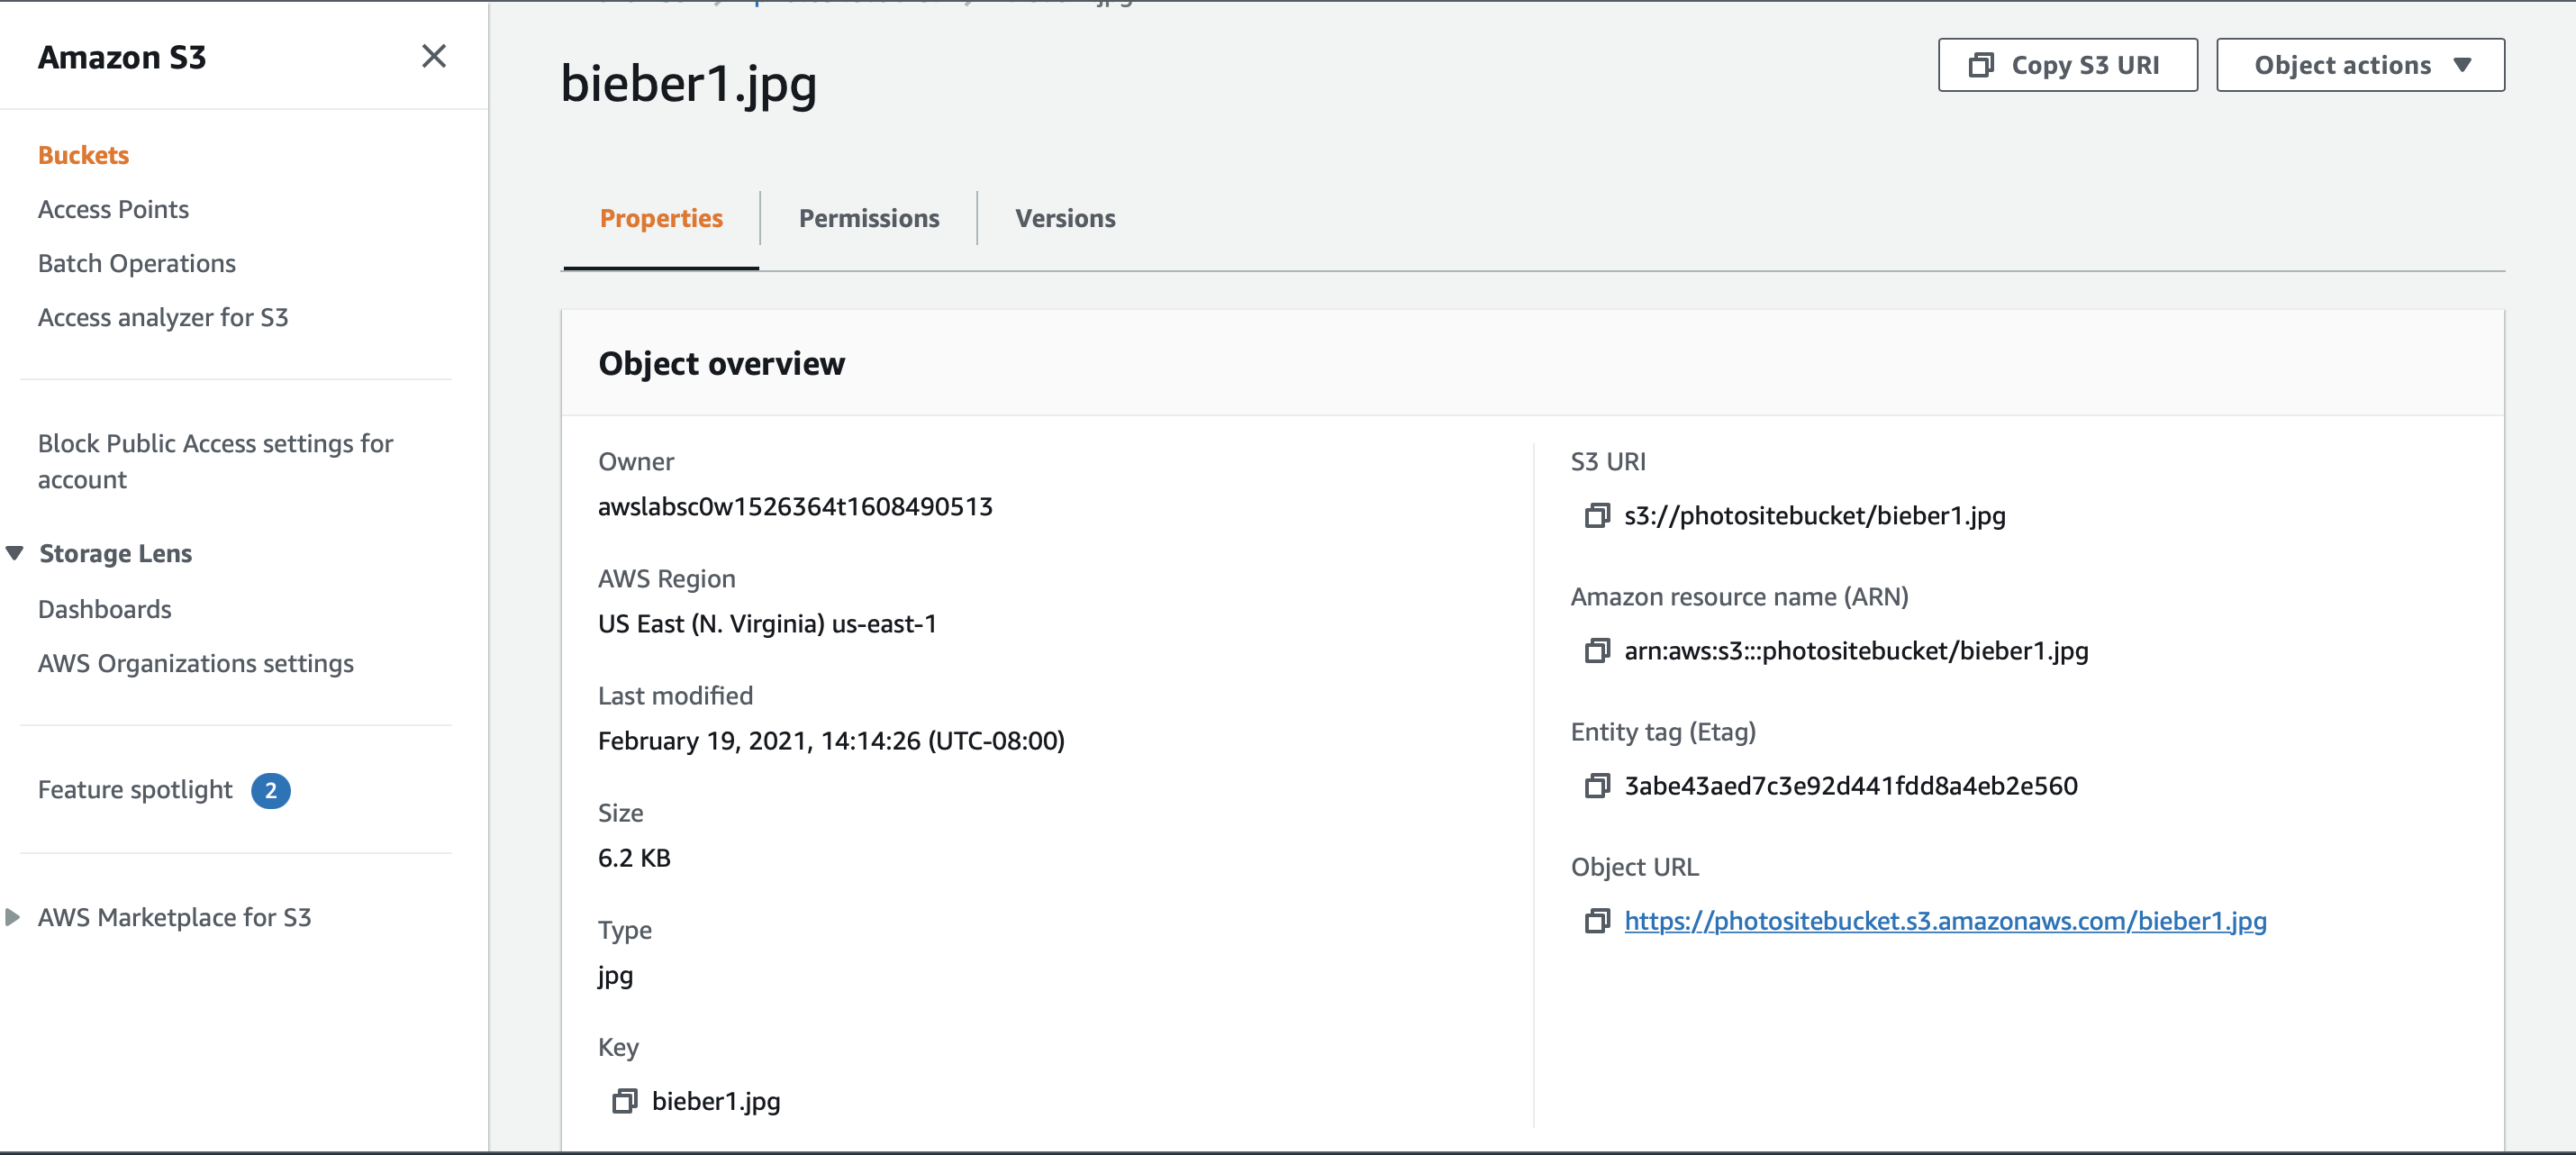 Amazon S3
Buckets
Access Points
Batch Operations
Access analyzer for S3
Block Public Access settings for
account
Storage Lens
Dashboards
AWS Organizations settings
Feature spotlight 2
AWS Marketplace for S3
bieber1.jpg
Copy S3 URI
Object actions
Properties
Permissions
Versions
Object overview
Owner
awslabsc0w1526364t1608490513
AWS Region
US East (N. Virginia) us-east-1
Last modified
February 19, 2021, 14:14:26 (UTC-08:00)
Size
6.2 KB
Type
jpg
Key
bieber1.jpg
S3 URI
s3://photositebucket/bieber1.jpg
Amazon resource name (ARN)
arn:aws:s3:::photositebucket/bieber1.jpg
Entity tag (Etag)
3abe43aed7c3e92d441fdd8a4eb2e560
Object URL
https://photositebucket.s3.amazonaws.com/bieber1.jpg